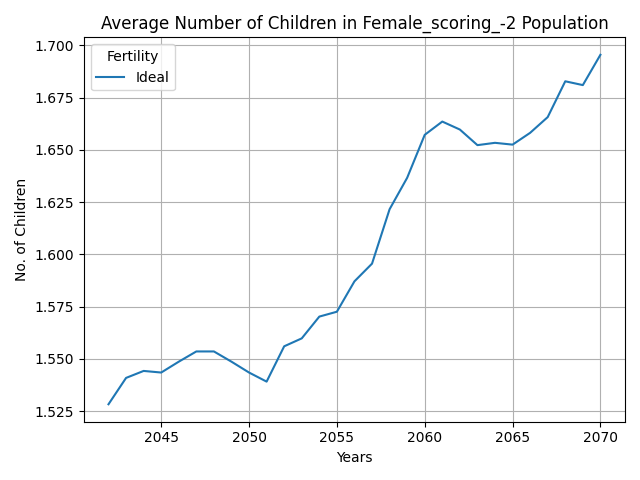 Average Number of Children in Female_scoring_-2 Population
Fertility
Ideal
No. of Children
1.700
1.675
1.650
1.625
1.600
1.575
1.550
1.525
2045 2050 2055 2060 2065 2070
Years